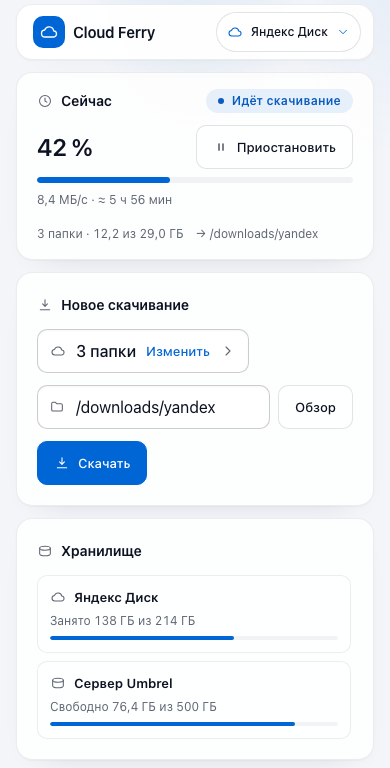 Cloud Ferry
Яндекс Диск
Сейчас
Идёт скачивание
42 %
Приостановить
8,4 МБ/с · ≈ 5 ч 56 мин
3 папки · 12,2 из 29,0 ГБ → /downloads/yandex
Новое скачивание
3 папки Изменить
/downloads/yandex
Обзор
Скачать
Хранилище
Яндекс Диск
Занято 138 ГБ из 214 ГБ
Сервер Umbrel
Свободно 76,4 ГБ из 500 ГБ